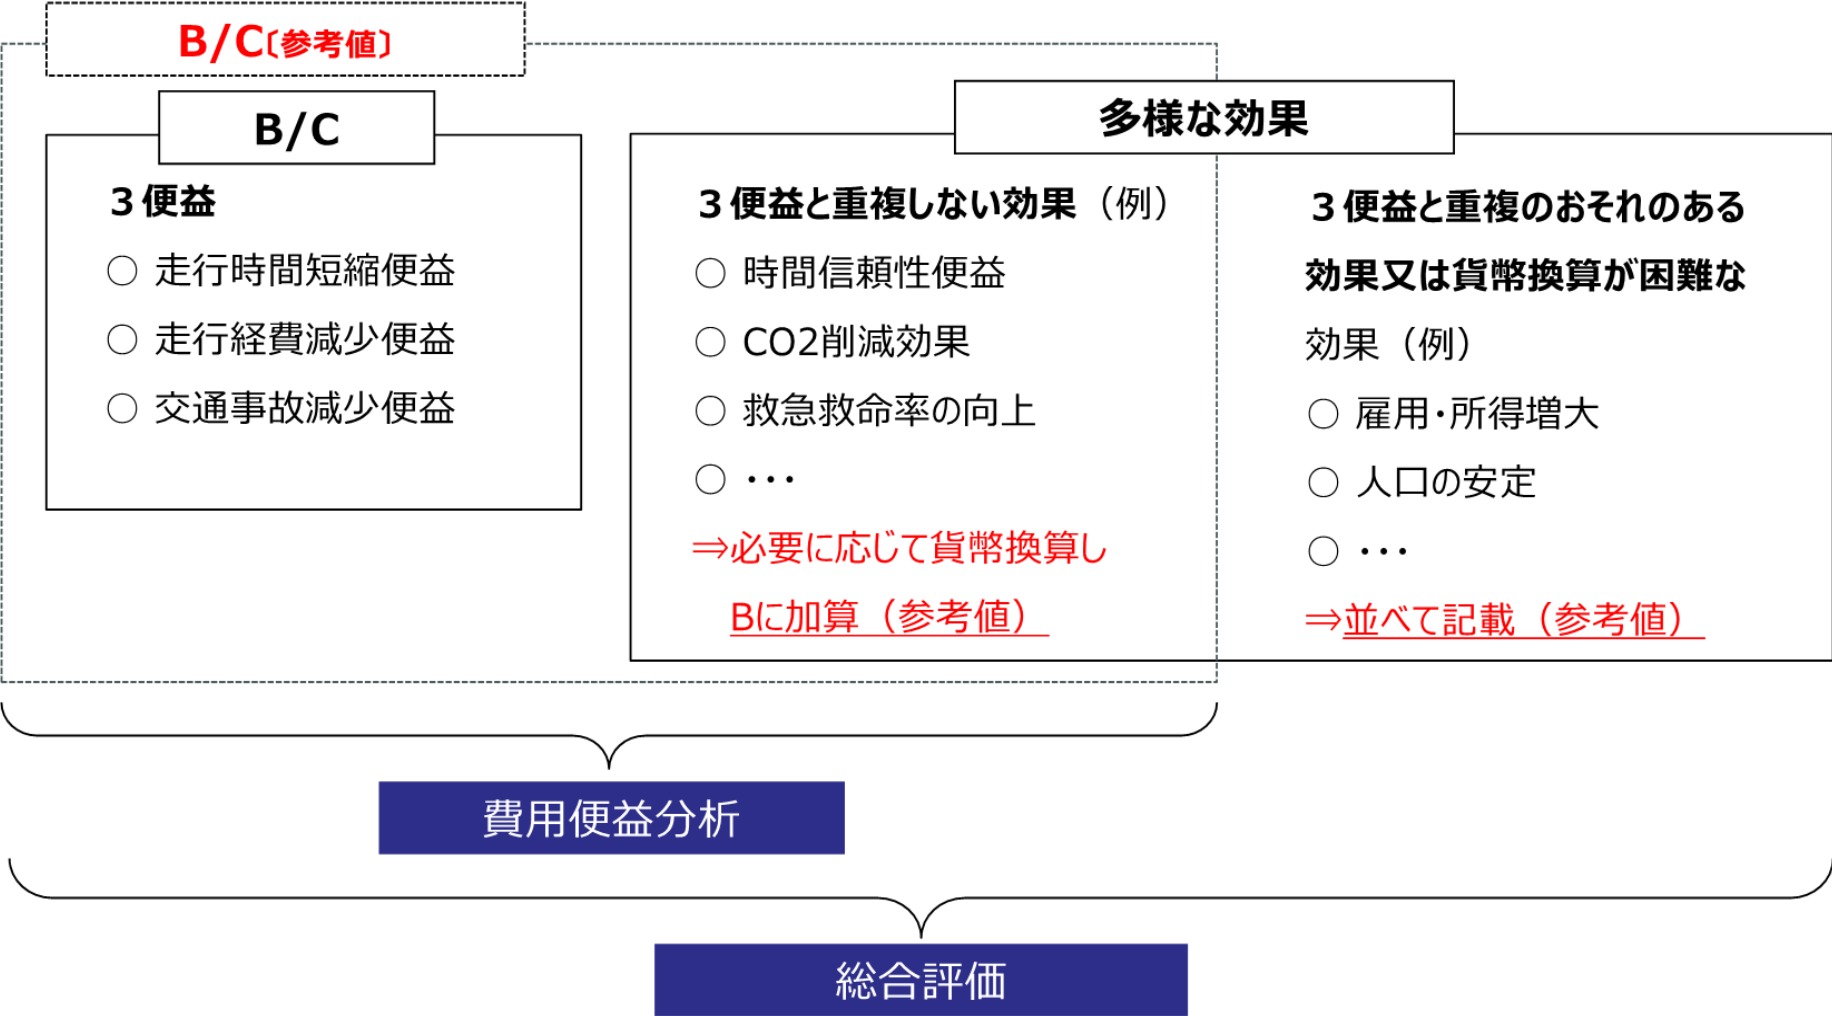 B/C〔参考値〕
B/C
３便益
○ 走行時間短縮便益
○ 走行経費減少便益
○ 交通事故減少便益
多様な効果
３便益と重複しない効果（例）
○ 時間信頼性便益
○ CO2削減効果
○ 救急救命率の向上
○ ・・・
⇒必要に応じて貨幣換算し
Bに加算（参考値）
３便益と重複のおそれのある
効果又は貨幣換算が困難な
効果（例）
○ 雇用・所得増大
○ 人口の安定
○ ・・・
⇒並べて記載（参考値）
費用便益分析
総合評価